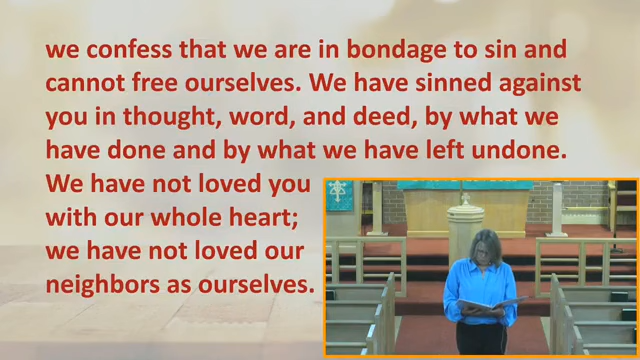 we confess that we are in bondage to sin and
cannot free ourselves. We have sinned against
you in thought, word, and deed, by what we
have done and by what we have left undone.
We have not loved you
with our whole heart;
we have not loved our
neighbors as ourselves.